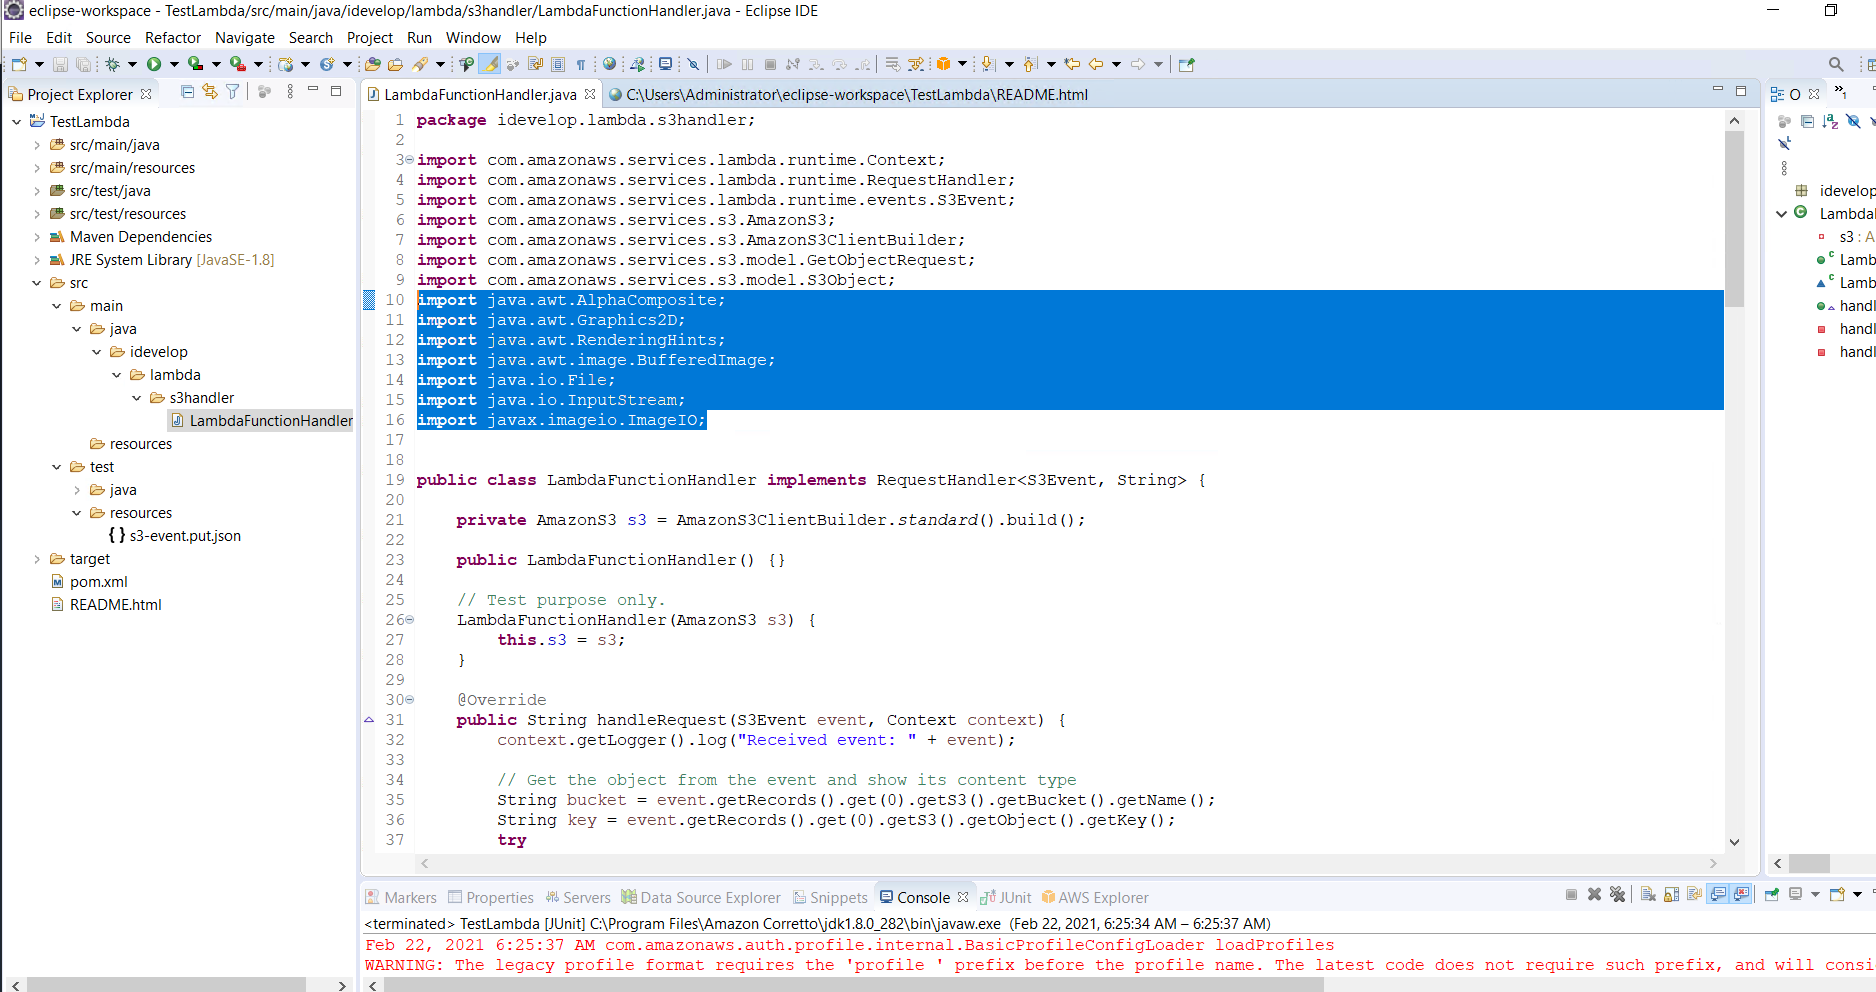 eclipse-workspace - TestLambda/src/main/java/idevelop/lambda/s3handler/LambdaFunctionHandler.java - Eclipse IDE
File Edit Source Refactor Navigate Search Project Run Window Help
Project Explorer
TestLambda
src/main/java
src/main/resources
src/test/java
src/test/resources
Maven Dependencies
JRE System Library [JavaSE-1.8]
src
main
java
idevelop
lambda
s3handler
LambdaFunctionHandler
resources
test
java
resources
{ } s3-event.put.json
target
pom.xml
README.html
LambdaFunctionHandler.java C:\Users\Administrator\eclipse-workspace\TestLambda\README.html
1 package idevelop.lambda.s3handler;
2
3 import com.amazonaws.services.lambda.runtime.Context;
4 import com.amazonaws.services.lambda.runtime.RequestHandler;
5 import com.amazonaws.services.lambda.runtime.events.S3Event;
6 import com.amazonaws.services.s3.AmazonS3;
7 import com.amazonaws.services.s3.AmazonS3ClientBuilder;
8 import com.amazonaws.services.s3.model.GetObjectRequest;
9 import com.amazonaws.services.s3.model.S3Object;
10 import java.awt.AlphaComposite;
11 import java.awt.Graphics2D;
12 import java.awt.RenderingHints;
13 import java.awt.image.BufferedImage;
14 import java.io.File;
15 import java.io.InputStream;
16 import javax.imageio.ImageIO;
17
18
19 public class LambdaFunctionHandler implements RequestHandler<S3Event, String> {
20
21 private AmazonS3 s3 = AmazonS3ClientBuilder.standard().build();
22
23 public LambdaFunctionHandler() {}
24
25 // Test purpose only.
26 LambdaFunctionHandler(AmazonS3 s3) {
27 this.s3 = s3;
28 }
29
30 @Override
31 public String handleRequest(S3Event event, Context context) {
32 context.getLogger().log("Received event: " + event);
33
34 // Get the object from the event and show its content type
35 String bucket = event.getRecords().get(0).getS3().getBucket().getName();
36 String key = event.getRecords().get(0).getS3().getObject().getKey();
37 try
O
idevelop
Lambdal
s3 : A
Lamb
Lamb
handl
handl
handl
Markers Properties Servers Data Source Explorer Snippets Console JUnit AWS Explorer
<terminated> TestLambda [JUnit] C:\Program Files\Amazon Corretto\jdk1.8.0_282\bin\javaw.exe (Feb 22, 2021, 6:25:34 AM – 6:25:37 AM)
Feb 22, 2021 6:25:37 AM com.amazonaws.auth.profile.internal.BasicProfileConfigLoader loadProfiles
WARNING: The legacy profile format requires the 'profile ' prefix before the profile name. The latest code does not require such prefix, and will consi